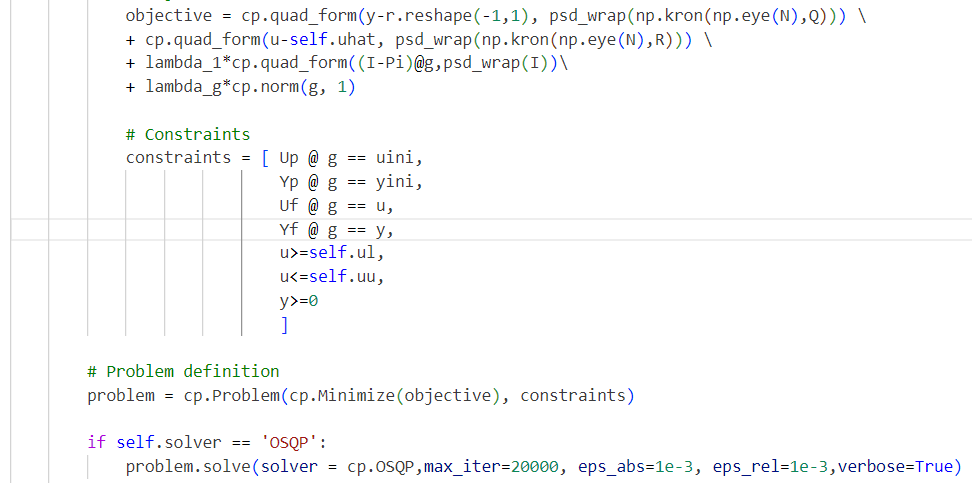 objective = cp.quad_form(y-r.reshape(-1,1), psd_wrap(np.kron(np.eye(N),Q))) \
+ cp.quad_form(u-self.uhat, psd_wrap(np.kron(np.eye(N),R))) \
+ lambda_1*cp.quad_form((I-Pi)@g,psd_wrap(I))\
+ lambda_g*cp.norm(g, 1)
# Constraints
constraints = [ Up @ g == uini,
Yp @ g == yini,
Uf @ g == u,
Yf @ g == y,
u>=self.ul,
u<=self.uu,
y>=0
]
# Problem definition
problem = cp.Problem(cp.Minimize(objective), constraints)
if self.solver == 'OSQP':
problem.solve(solver = cp.OSQP,max_iter=20000, eps_abs=1e-3, eps_rel=1e-3,verbose=True)